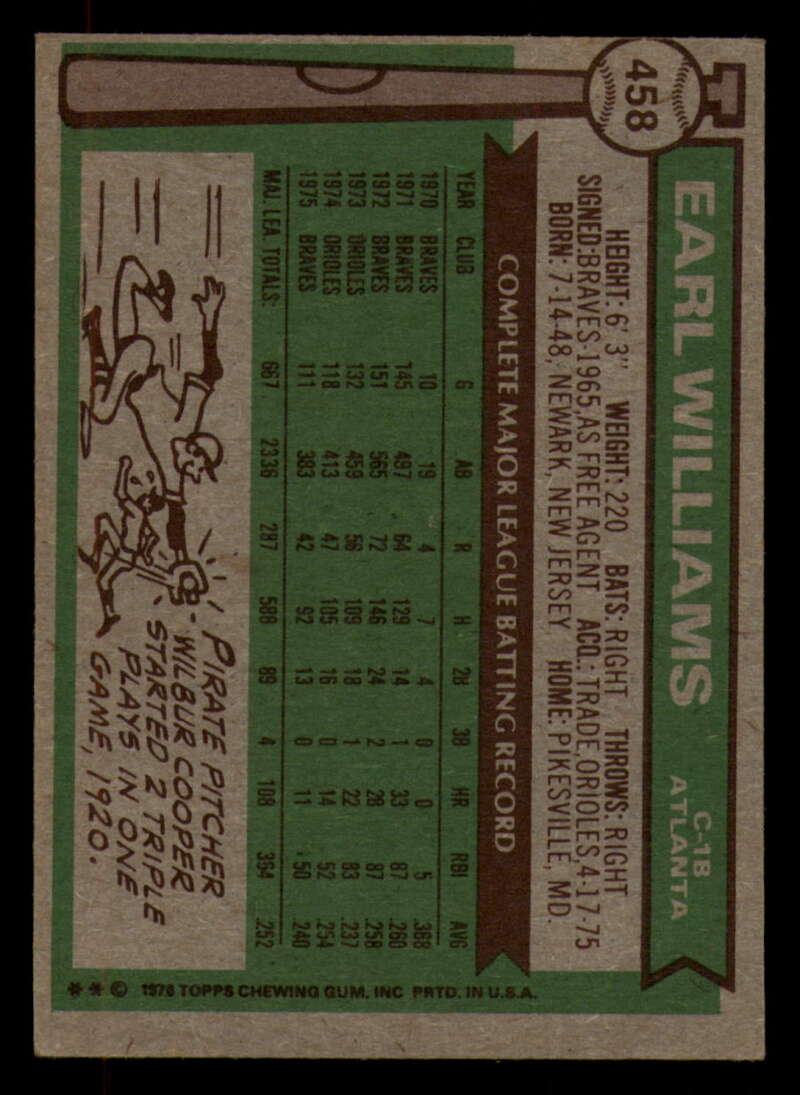 458
EARL WILLIAMS
C-1B
ATLANTA
HEIGHT: 6' 3" WEIGHT: 220 BATS: RIGHT THROWS: RIGHT
SIGNED: BRAVES-1965, AS FREE AGENT ACQ.: TRADE, ORIOLES, 4-17-75
BORN: 7-14-48, NEWARK, NEW JERSEY HOME: PIKESVILLE, MD.
COMPLETE MAJOR LEAGUE BATTING RECORD
YEAR CLUB G AB R H 2B 3B HR RBI AVG
1970 BRAVES 10 19 4 7 4 0 0 5 .368
1971 BRAVES 145 497 64 129 14 1 33 87 .260
1972 BRAVES 151 565 72 146 24 2 28 87 .258
1973 ORIOLES 132 459 56 109 18 1 22 83 .237
1974 ORIOLES 118 413 47 105 16 0 14 52 .254
1975 BRAVES 111 383 42 92 13 0 11 50 .240
MAJ. LEA. TOTALS: 667 2336 287 588 89 4 108 364 .252
PIRATE PITCHER
WILBUR COOPER
STARTED 2 TRIPLE
PLAYS IN ONE
GAME, 1920.
** © 1976 TOPPS CHEWING GUM, INC PRTD. IN U.S.A.